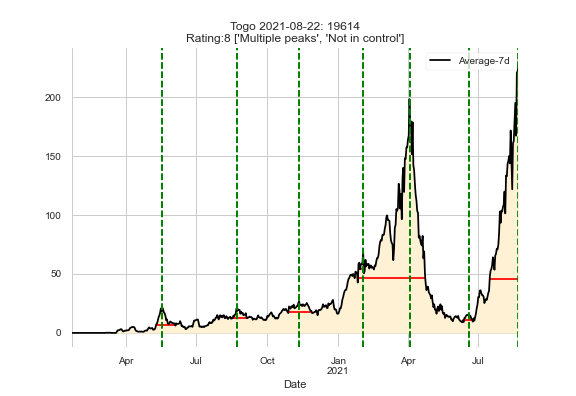 Togo 2021-08-22: 19614
Rating:8 ['Multiple peaks', 'Not in control']
Average-7d
200
150
100
50
0
Apr
Jul
Oct
Jan
2021
Apr
Jul
Date